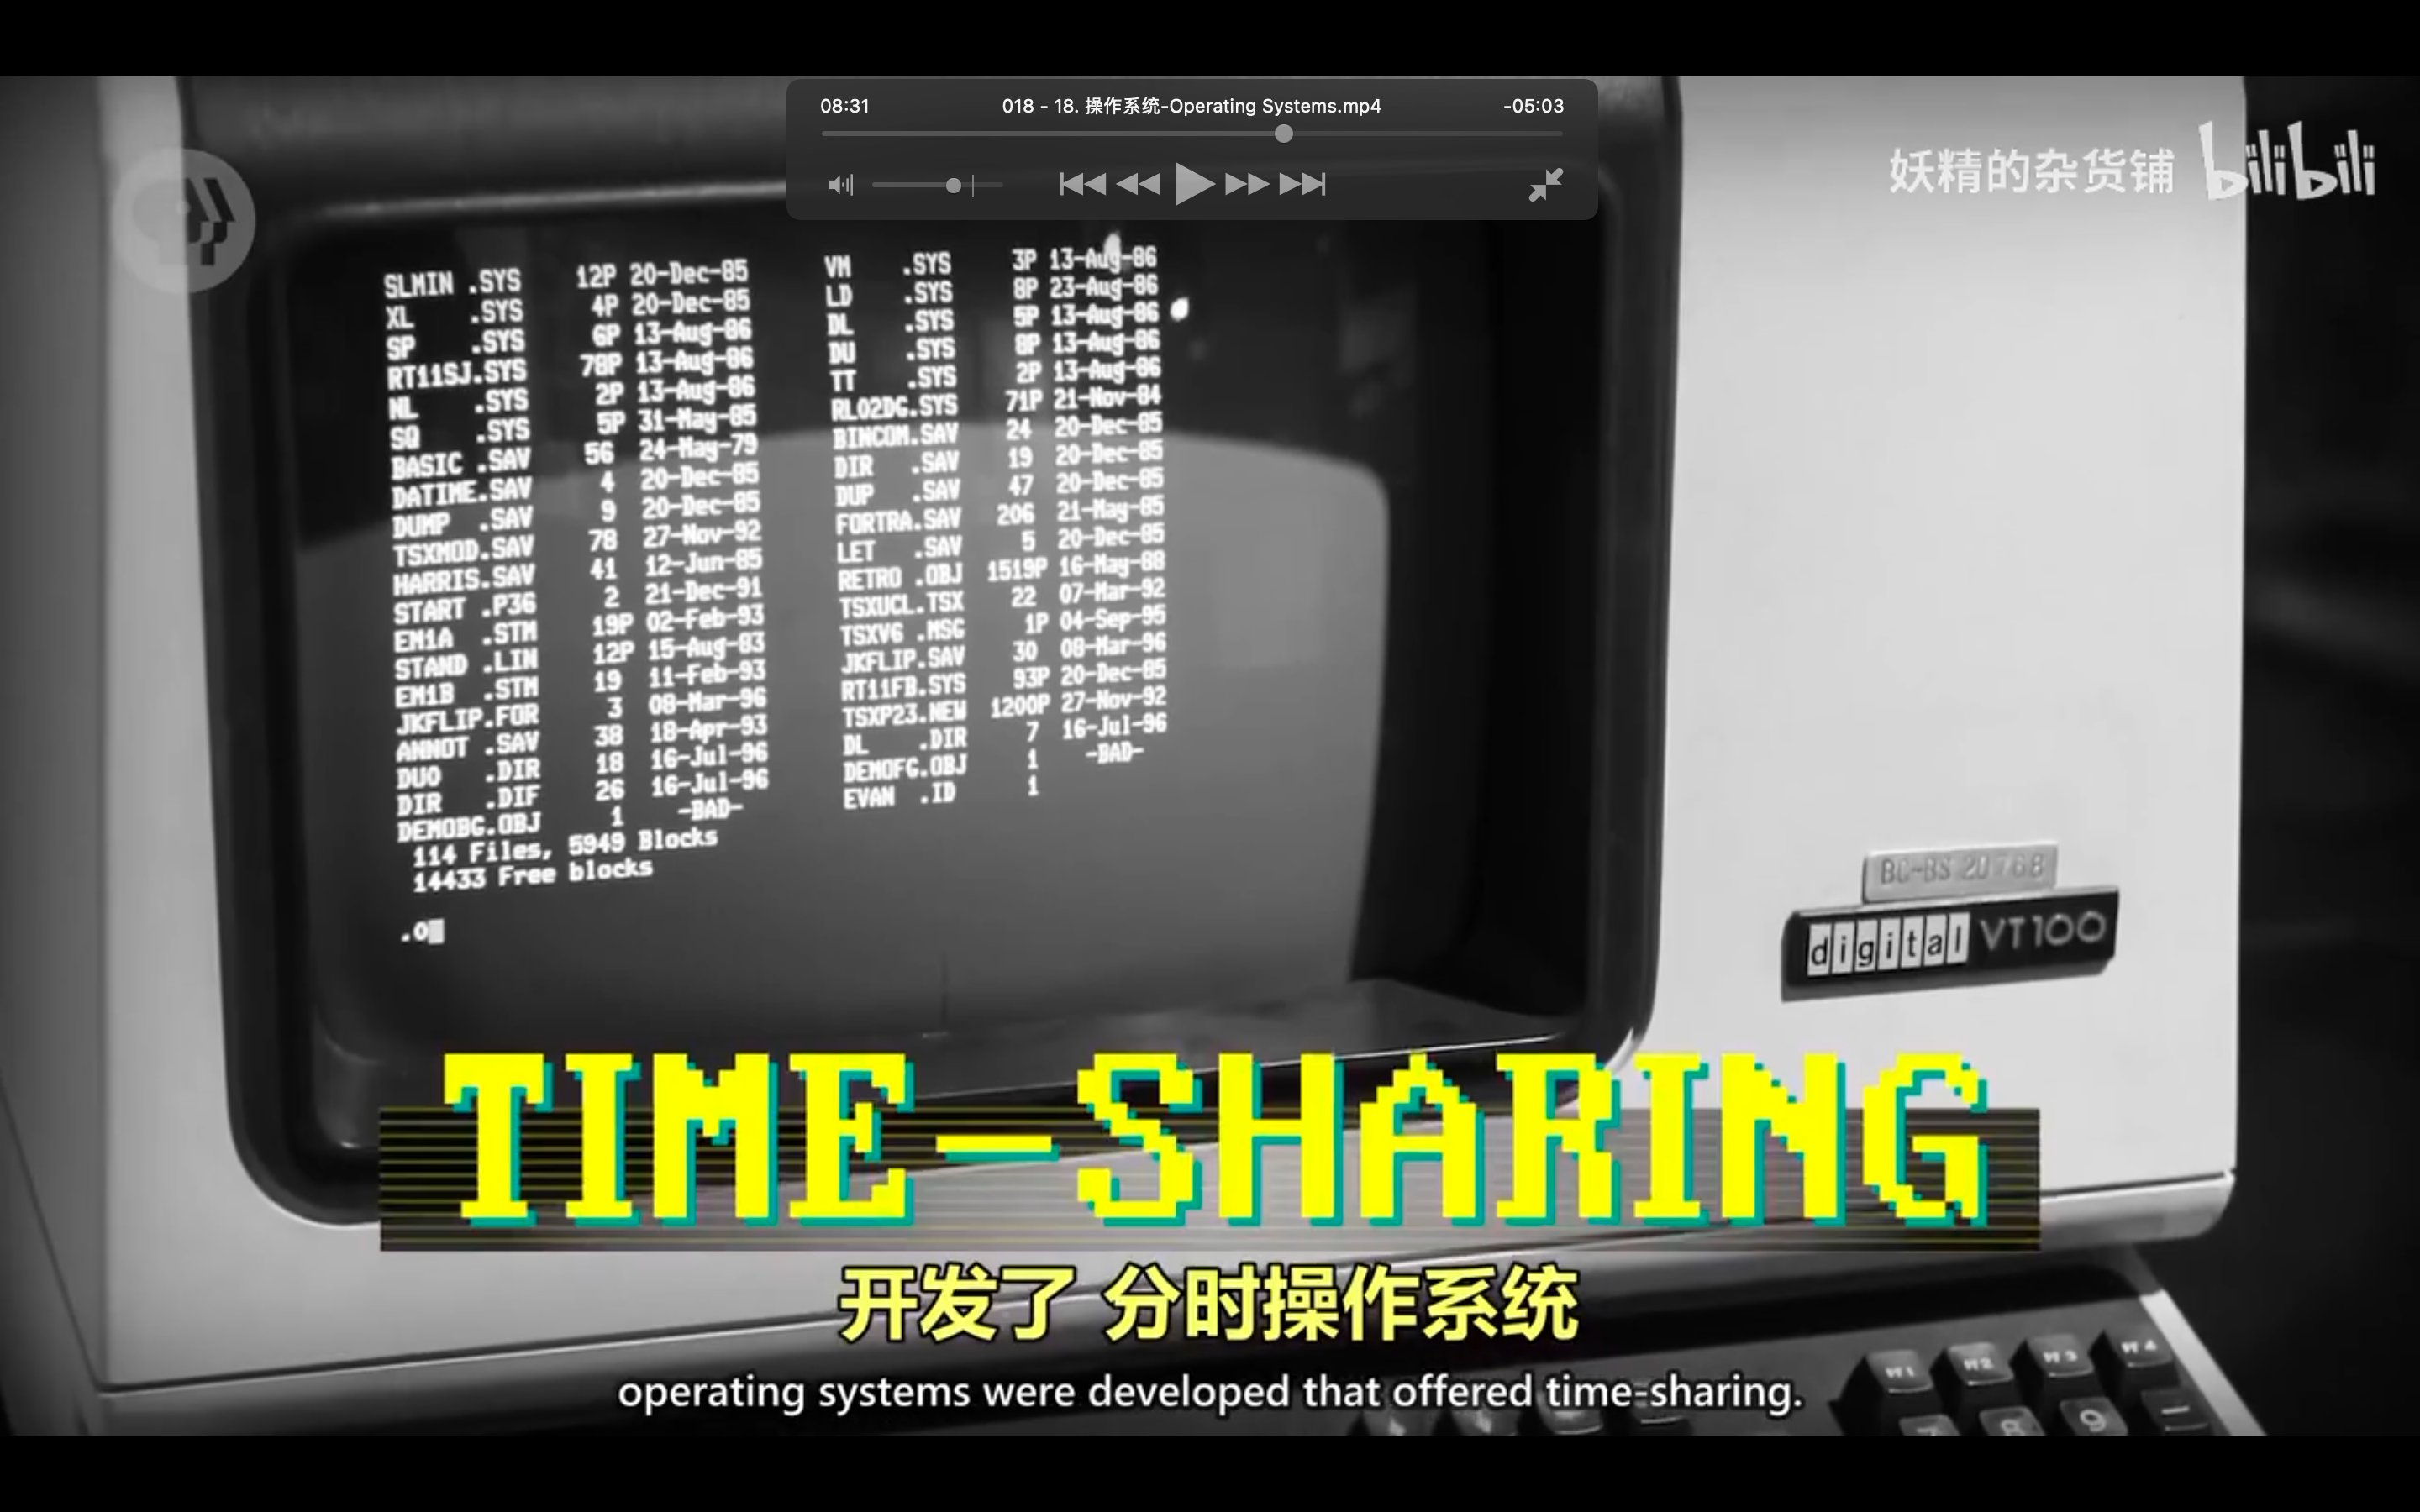 08:31 018 - 18. 操作系统-Operating Systems.mp4 -05:03
妖精的杂货铺 bilibili
SLMIN .SYS 12P 20-Dec-85 VM .SYS 3P 13-Aug-86
XL .SYS 4P 20-Dec-85 LD .SYS 8P 23-Aug-86
SP .SYS 6P 13-Aug-86 DL .SYS 5P 13-Aug-86
RT11SJ.SYS 78P 13-Aug-86 DU .SYS 8P 13-Aug-86
NL .SYS 2P 13-Aug-86 TT .SYS 2P 13-Aug-86
SQ .SYS 5P 31-May-85 RL02DG.SYS 71P 21-Nov-84
BASIC .SAV 56 24-May-79 BINCOM.SAV 24 20-Dec-85
DATIME.SAV 4 20-Dec-85 DIR .SAV 19 20-Dec-85
DUMP .SAV 9 20-Dec-85 DUP .SAV 47 20-Dec-85
TSXMOD.SAV 78 27-Nov-92 FORTRA.SAV 206 21-May-85
HARRIS.SAV 41 12-Jun-85 LET .SAV 5 20-Dec-85
START .P36 2 21-Dec-91 RETRO .OBJ 1519P 16-May-88
EM1A .STM 19P 02-Feb-93 TSXUCL.TSX 22 07-Mar-92
STAND .LIN 12P 15-Aug-83 TSXV6 .MSG 1P 04-Sep-95
EM1B .STM 19 11-Feb-93 JKFLIP.SAV 30 08-Mar-96
JKFLIP.FOR 3 08-Mar-96 RT11FB.SYS 93P 20-Dec-85
ANNOT .SAV 38 18-Apr-93 TSXP23.NEW 1200P 27-Nov-92
DUO .DIR 18 16-Jul-96 DL .DIR 7 16-Jul-96
DIR .DIF 26 16-Jul-96 DEMOFG.OBJ 1 -BAD-
DEMOBG.OBJ 1 -BAD- EVAN .ID 1
114 Files, 5949 Blocks
14433 Free blocks
.O
BC-BS 20768
digital VT100
TIME-SHARING
开发了 分时操作系统
operating systems were developed that offered time-sharing.
9